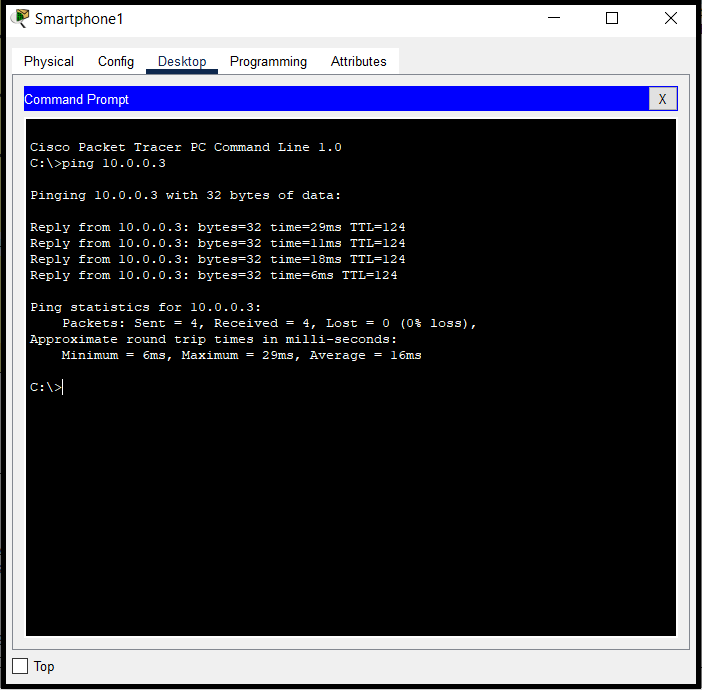 Smartphone1
Physical Config Desktop Programming Attributes
Command Prompt X
Cisco Packet Tracer PC Command Line 1.0
C:\>ping 10.0.0.3
Pinging 10.0.0.3 with 32 bytes of data:
Reply from 10.0.0.3: bytes=32 time=29ms TTL=124
Reply from 10.0.0.3: bytes=32 time=11ms TTL=124
Reply from 10.0.0.3: bytes=32 time=18ms TTL=124
Reply from 10.0.0.3: bytes=32 time=6ms TTL=124
Ping statistics for 10.0.0.3:
Packets: Sent = 4, Received = 4, Lost = 0 (0% loss),
Approximate round trip times in milli-seconds:
Minimum = 6ms, Maximum = 29ms, Average = 16ms
C:\>
Top